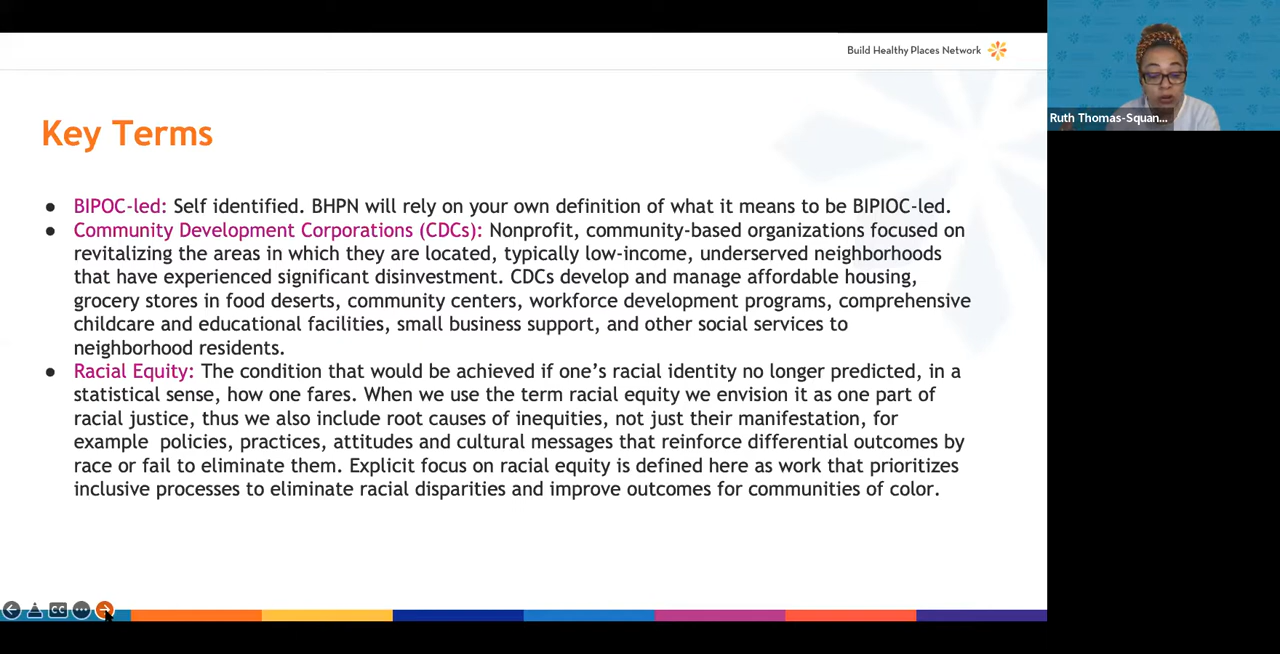 Build Healthy Places Network
Ruth Thomas-Squan...
Key Terms
● BIPOC-led: Self identified. BHPN will rely on your own definition of what it means to be BIPIOC-led.
● Community Development Corporations (CDCs): Nonprofit, community-based organizations focused on
revitalizing the areas in which they are located, typically low-income, underserved neighborhoods
that have experienced significant disinvestment. CDCs develop and manage affordable housing,
grocery stores in food deserts, community centers, workforce development programs, comprehensive
childcare and educational facilities, small business support, and other social services to
neighborhood residents.
● Racial Equity: The condition that would be achieved if one’s racial identity no longer predicted, in a
statistical sense, how one fares. When we use the term racial equity we envision it as one part of
racial justice, thus we also include root causes of inequities, not just their manifestation, for
example  policies, practices, attitudes and cultural messages that reinforce differential outcomes by
race or fail to eliminate them. Explicit focus on racial equity is defined here as work that prioritizes
inclusive processes to eliminate racial disparities and improve outcomes for communities of color.
CC